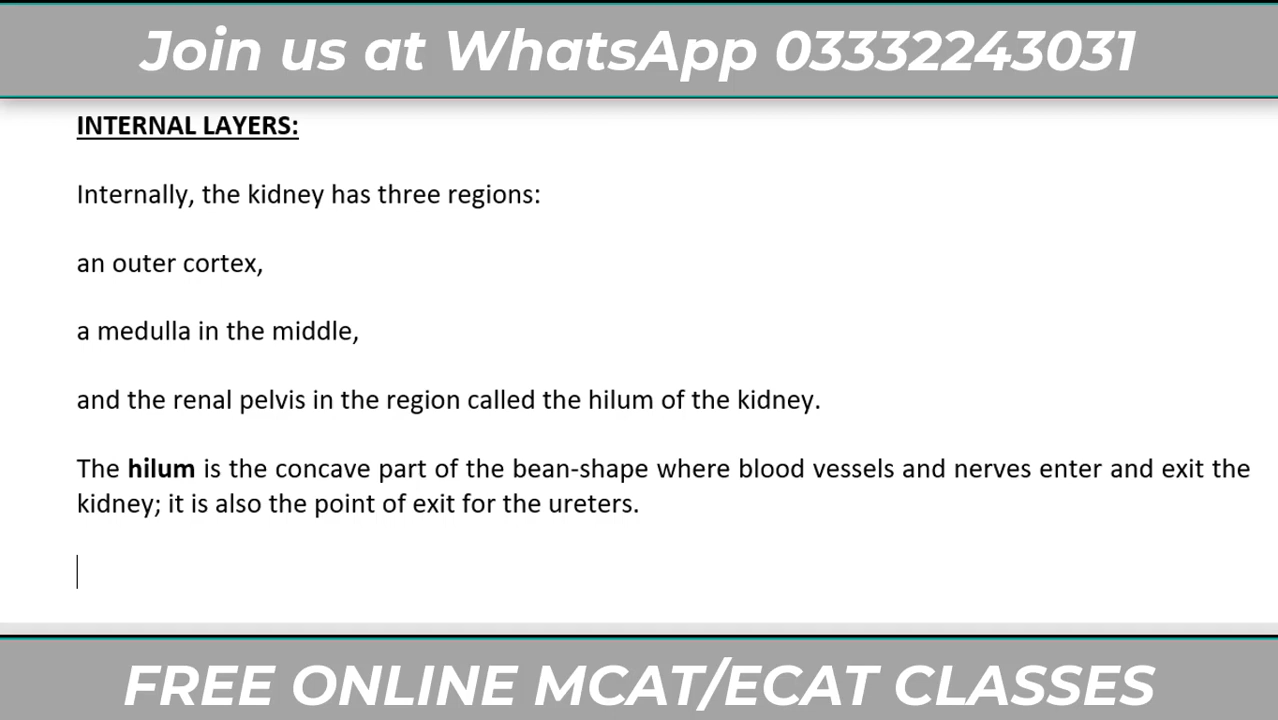 Join us at WhatsApp 03332243031
INTERNAL LAYERS:
Internally, the kidney has three regions:
an outer cortex,
a medulla in the middle,
and the renal pelvis in the region called the hilum of the kidney.
The hilum is the concave part of the bean-shape where blood vessels and nerves enter and exit the
kidney; it is also the point of exit for the ureters.
FREE ONLINE MCAT/ECAT CLASSES